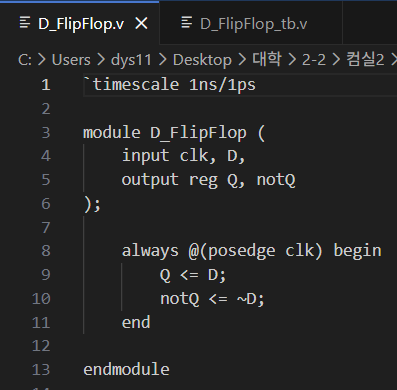 D_FlipFlop.v
D_FlipFlop_tb.v
C: > Users > dys11 > Desktop > 대학 > 2-2 > 컴실2
1 `timescale 1ns/1ps
2
3 module D_FlipFlop (
4 input clk, D,
5 output reg Q, notQ
6 );
7
8 always @(posedge clk) begin
9 Q <= D;
10 notQ <= ~D;
11 end
12
13 endmodule